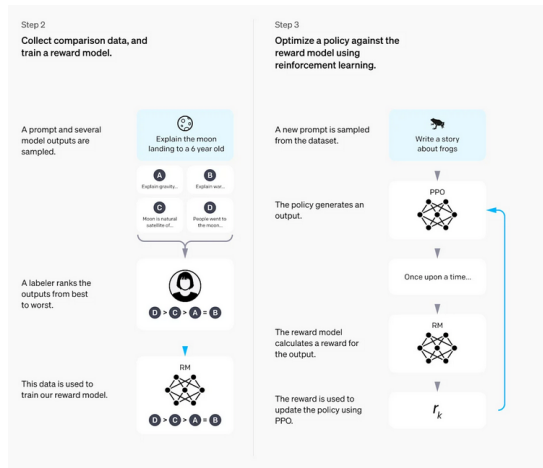 Step 2
Collect comparison data, and
train a reward model.
A prompt and several
model outputs are
sampled.
Explain the moon
landing to a 6 year old
A
Explain gravity...
B
Explain war...
C
Moon is natural
satellite of...
D
People went to
the moon...
A labeler ranks the
outputs from best
to worst.
D > C > A = B
This data is used to
train our reward model.
RM
D > C > A = B
Step 3
Optimize a policy against the
reward model using
reinforcement learning.
A new prompt is sampled
from the dataset.
Write a story
about frogs
The policy generates an
output.
PPO
Once upon a time...
The reward model
calculates a reward for
the output.
RM
The reward is used to
update the policy using
PPO.
rk